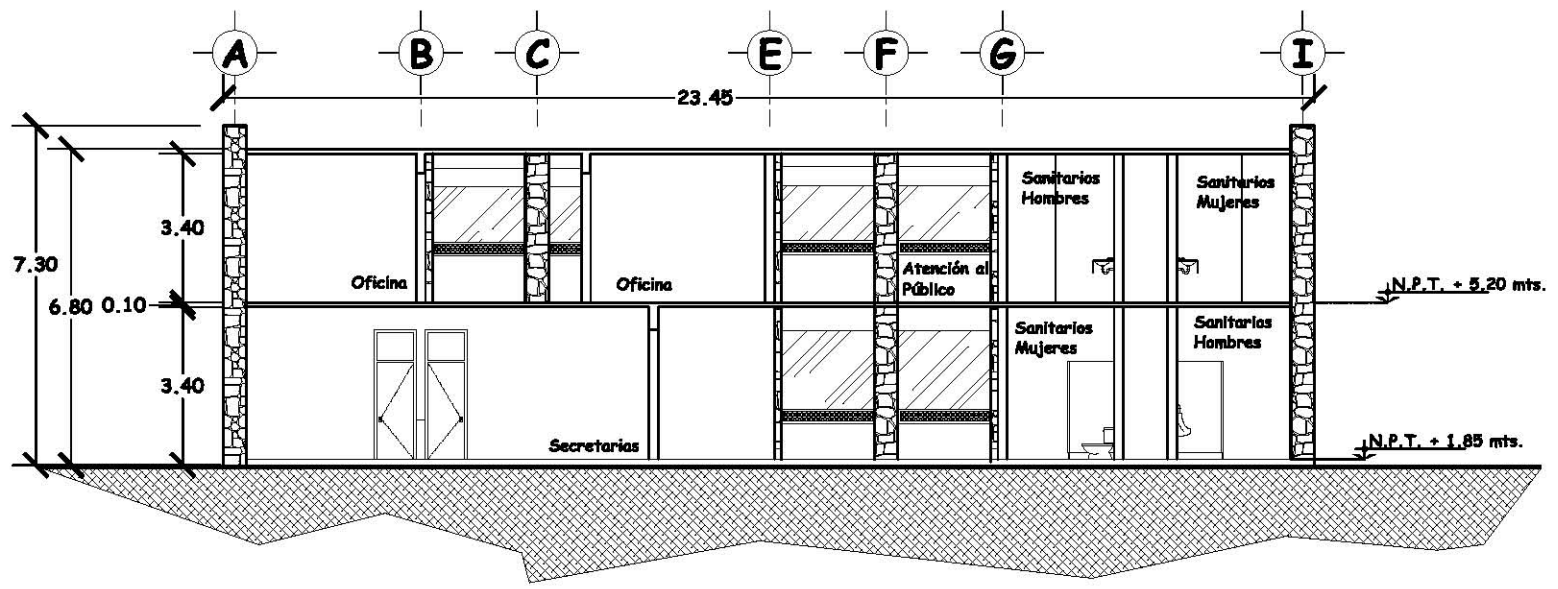 A B C E F G I
23.45
Sanitarios
Hombres
Sanitarios
Mujeres
3.40
7.30
Oficina
Oficina
Atención al
Público
6.80 0.10
N.P.T. + 5.20 mts.
Sanitarios
Mujeres
Sanitarios
Hombres
3.40
Secretarias
N.P.T. + 1.85 mts.